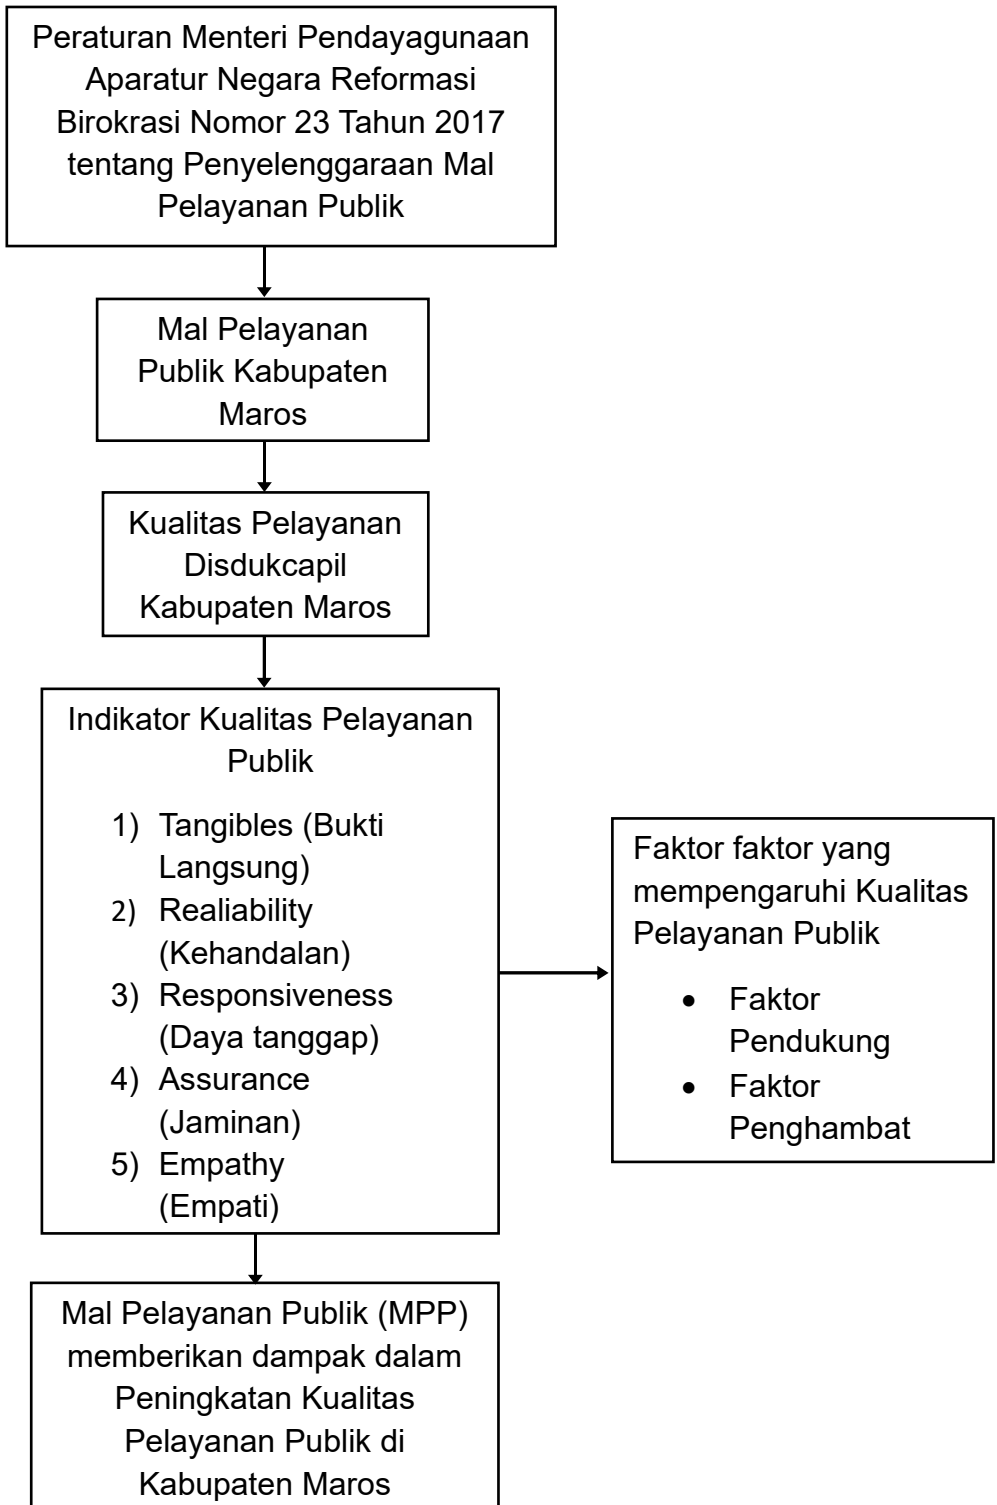 Peraturan Menteri Pendayagunaan
Aparatur Negara Reformasi
Birokrasi Nomor 23 Tahun 2017
tentang Penyelenggaraan Mal
Pelayanan Publik
Mal Pelayanan
Publik Kabupaten
Maros
Kualitas Pelayanan
Disdukcapil
Kabupaten Maros
Indikator Kualitas Pelayanan
Publik
1) Tangibles (Bukti
Langsung)
2) Realiability
(Kehandalan)
3) Responsiveness
(Daya tanggap)
4) Assurance
(Jaminan)
5) Empathy
(Empati)
Faktor faktor yang
mempengaruhi Kualitas
Pelayanan Publik
• Faktor
Pendukung
• Faktor
Penghambat
Mal Pelayanan Publik (MPP)
memberikan dampak dalam
Peningkatan Kualitas
Pelayanan Publik di
Kabupaten Maros